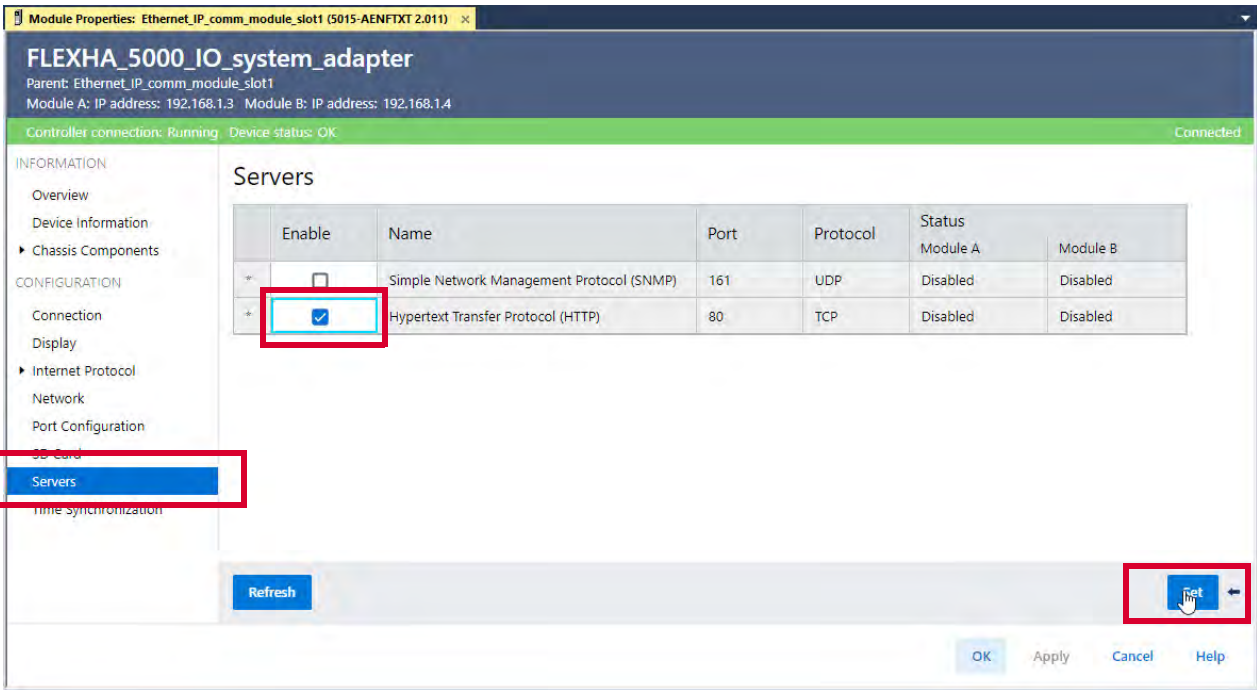 Module Properties: Ethernet_IP_comm_module_slot1 (5015-AENFTXT 2.011) ×
FLEXHA_5000_IO_system_adapter
Parent: Ethernet_IP_comm_module_slot1
Module A: IP address: 192.168.1.3 Module B: IP address: 192.168.1.4
Controller connection: Running Device status: OK Connected
INFORMATION
Overview
Device Information
Chassis Components
CONFIGURATION
Connection
Display
Internet Protocol
Network
Port Configuration
SD Card
Servers
Time Synchronization
Servers
Enable Name Port Protocol Status
Module A Module B
* Simple Network Management Protocol (SNMP) 161 UDP Disabled Disabled
* Hypertext Transfer Protocol (HTTP) 80 TCP Disabled Disabled
Refresh Set
OK Apply Cancel Help